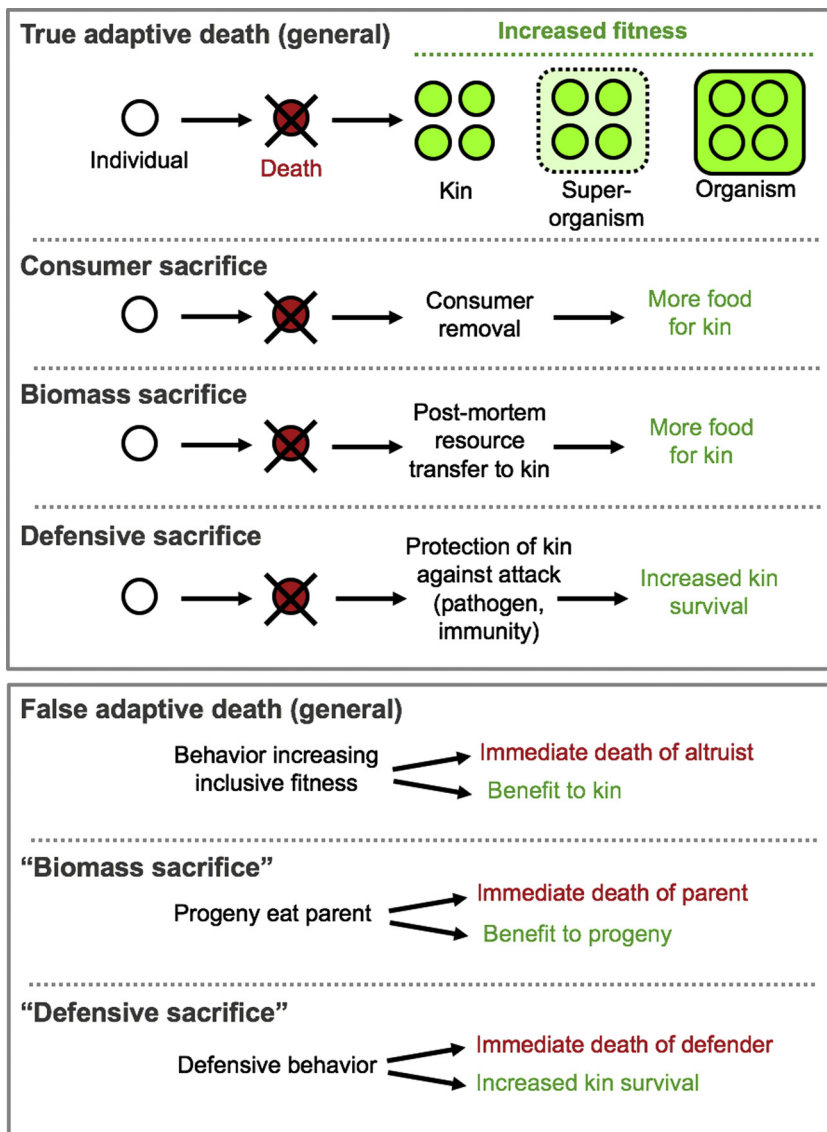 True adaptive death (general)
Increased fitness
Individual
Death
Kin
Super-
organism
Organism
Consumer sacrifice
Consumer
removal
More food
for kin
Biomass sacrifice
Post-mortem
resource
transfer to kin
More food
for kin
Defensive sacrifice
Protection of kin
against attack
(pathogen,
immunity)
Increased kin
survival
False adaptive death (general)
Behavior increasing
inclusive fitness
Immediate death of altruist
Benefit to kin
“Biomass sacrifice”
Progeny eat parent
Immediate death of parent
Benefit to progeny
“Defensive sacrifice”
Defensive behavior
Immediate death of defender
Increased kin survival